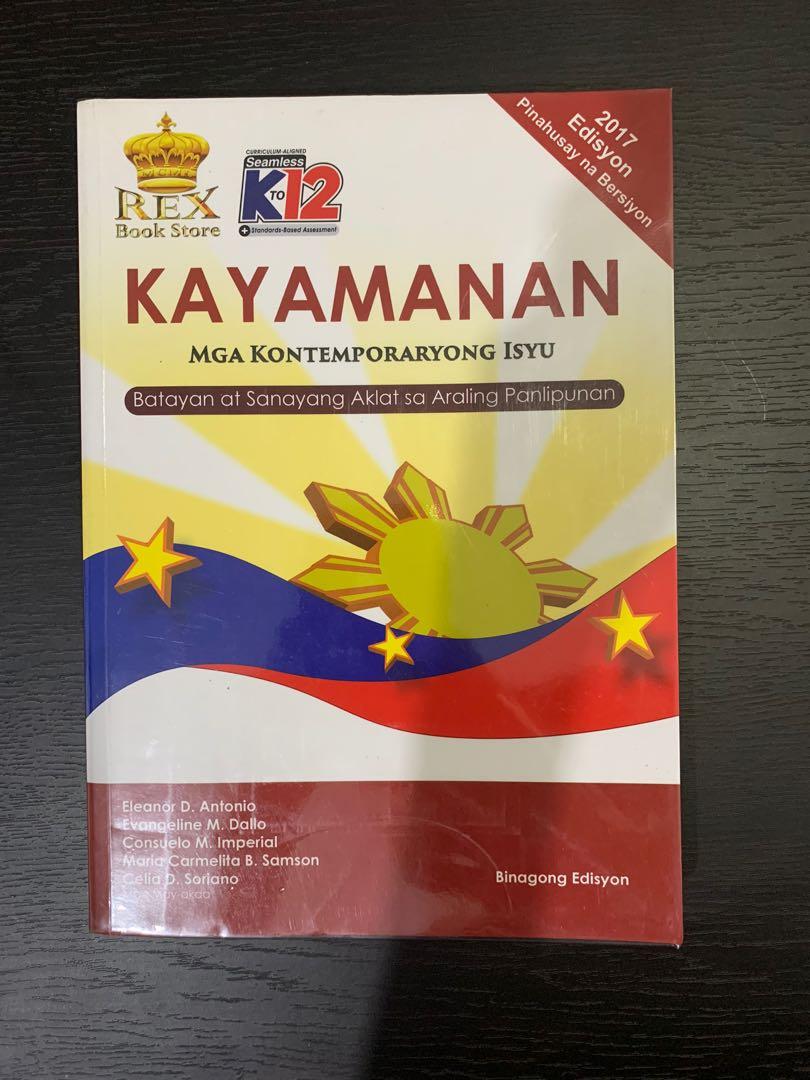 REX
Book Store
CURRICULUM-ALIGNED
Seamless
K TO 12
+ Standards-Based Assessment
2017
Edisyon
Pinahusay na Bersiyon
KAYAMANAN
MGA KONTEMPORARYONG ISYU
Batayan at Sanayang Aklat sa Araling Panlipunan
Eleanor D. Antonio
Evangeline M. Dallo
Consuelo M. Imperial
Maria Carmelita B. Samson
Celia D. Soriano
May-akda
Binagong Edisyon